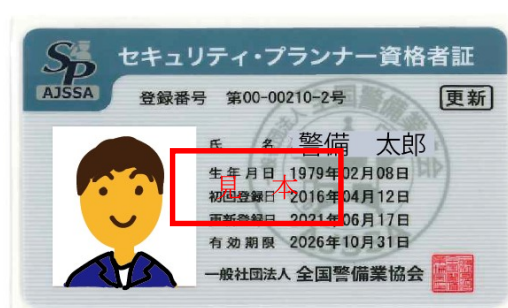 SP
AJSSA
セキュリティ・プランナー資格者証
登録番号 第00-00210-2号
更新
氏 名 警備 太郎
生年月日 1979年02月08日
見本
初回登録日 2016年04月12日
更新登録日 2021年06月17日
有効期限 2026年10月31日
一般社団法人 全国警備業協会